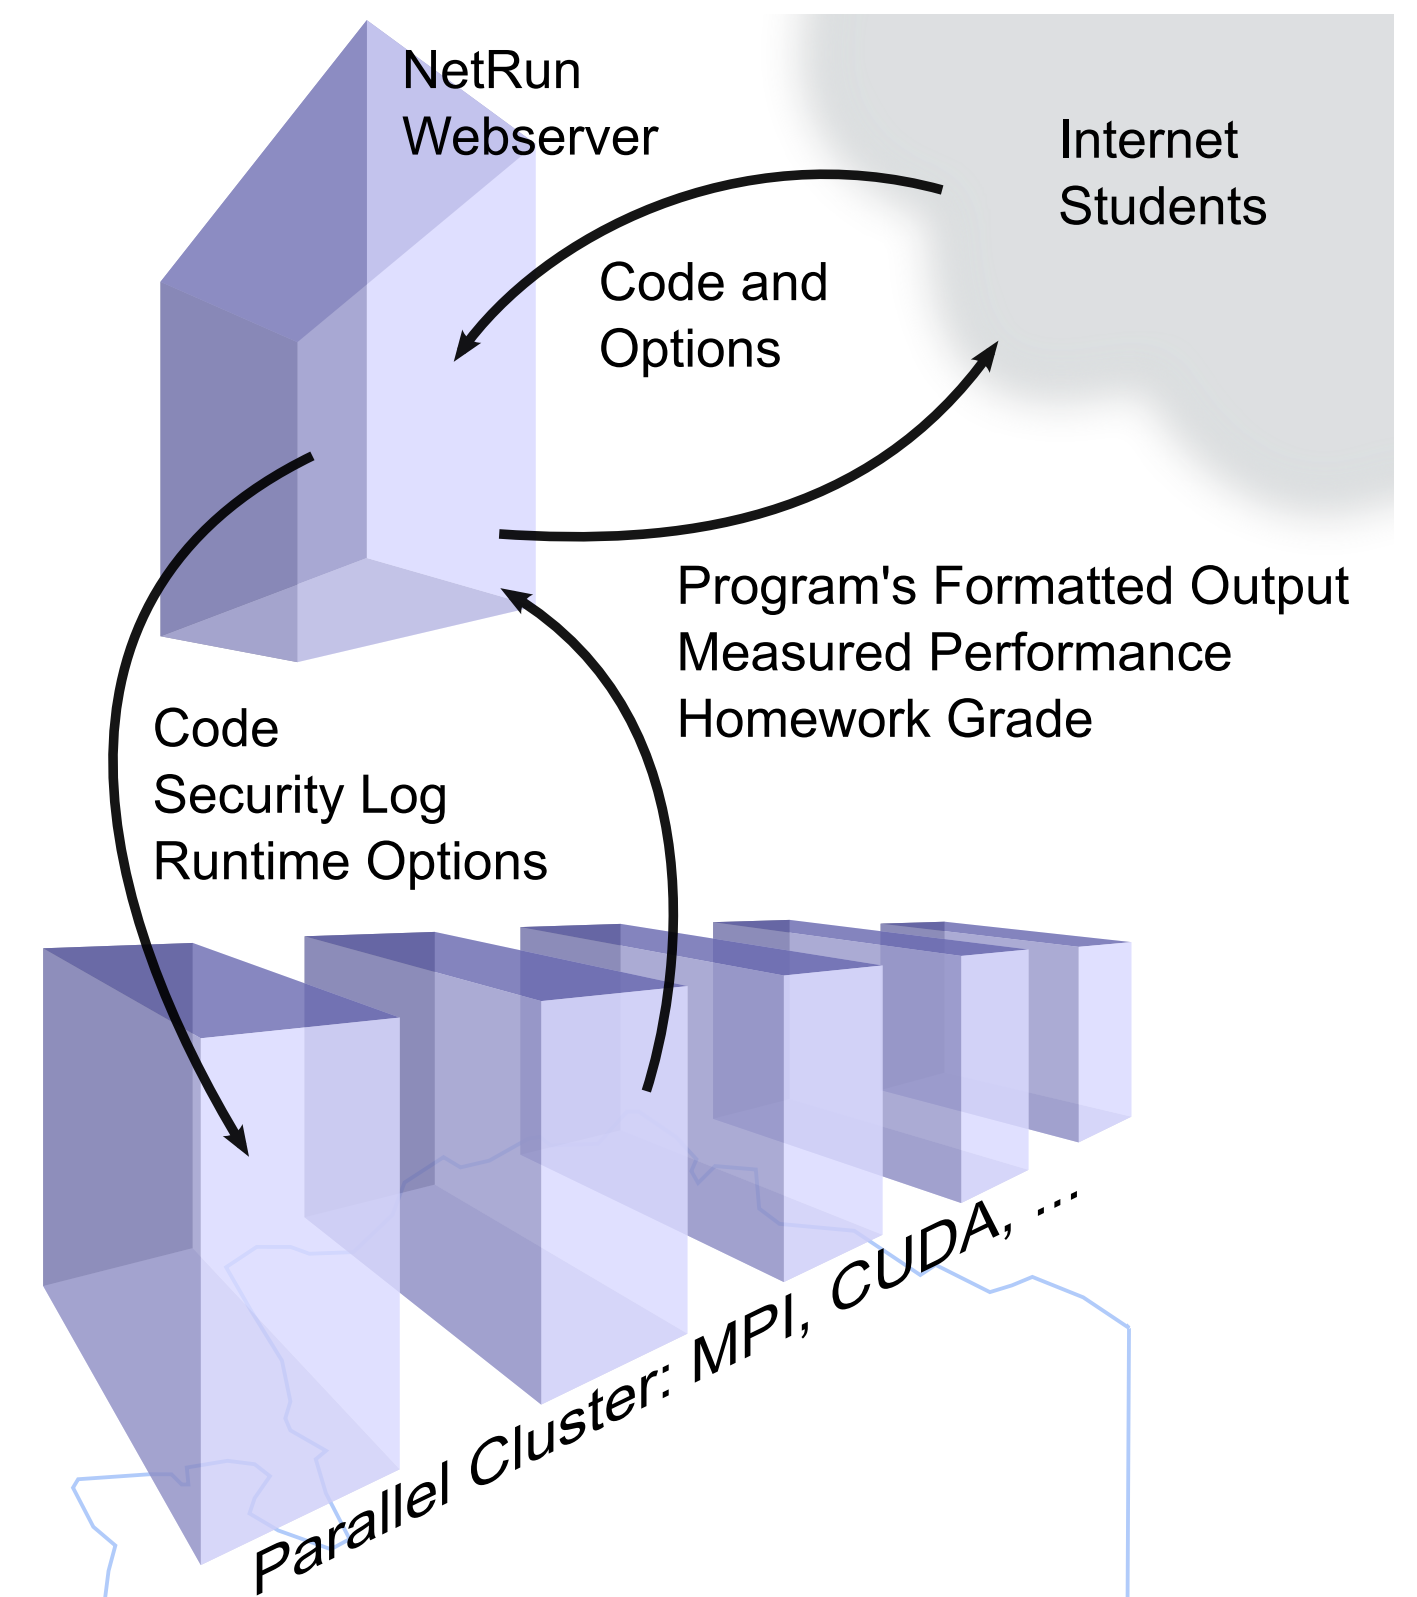 NetRun
Webserver
Internet
Students
Code and
Options
Program's Formatted Output
Measured Performance
Homework Grade
Code
Security Log
Runtime Options
Parallel Cluster: MPI, CUDA, ...